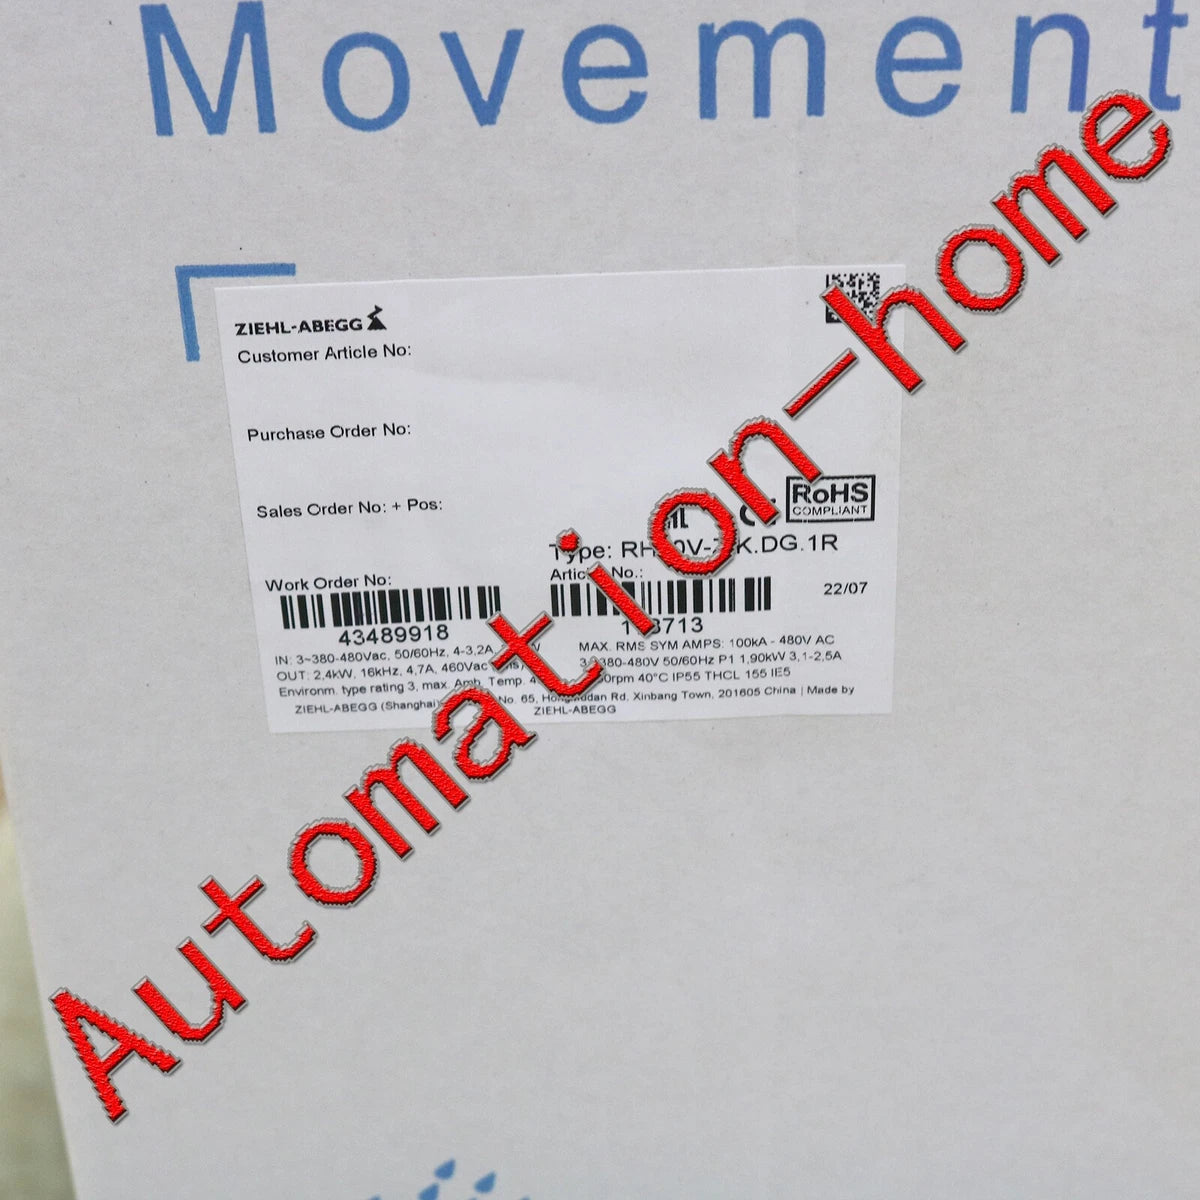 Movement
ZIEHL-ABEGG
Customer Article No:
Purchase Order No:
Sales Order No: + Pos:
RoHS
COMPLIANT
Type:
22/07
Work Order No:
No.:
43489918
IN: 3~380-480Vac, 50/60Hz, 4-3,2A,
MAX. RMS SYM AMPS: 100kA - 480V AC
OUT: 2,4kW, 16kHz, 4,7A, 460Vac
380-480V 50/60Hz P1 1,90kW 3,1-2,5A
Environm. type rating 3, max. Amb. Temp.
40°C IP55 THCL 155 IE5
ZIEHL-ABEGG (Shanghai) No. 65, Rd. Xinbang Town, 201605 China | Made by
ZIEHL-ABEGG
Automation-home